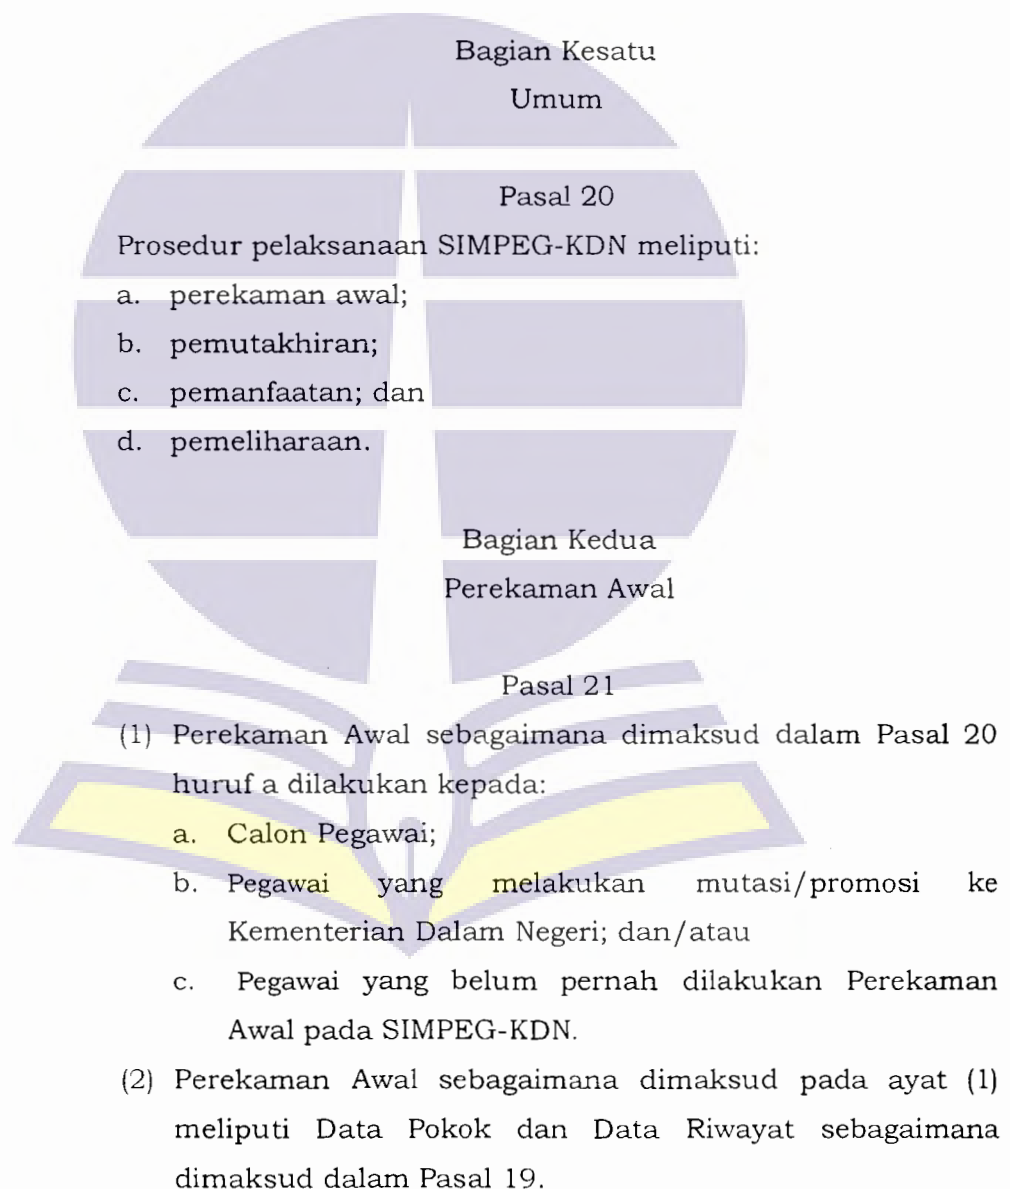 Bagian Kesatu
Umum
Pasal 20
Prosedur pelaksanaan SIMPEG-KDN meliputi:
a. perekaman awal;
b. pemutakhiran;
c. pemanfaatan; dan
d. pemeliharaan.
Bagian Kedua
Perekaman Awal
Pasal 21
(1) Perekaman Awal sebagaimana dimaksud dalam Pasal 20
huruf a dilakukan kepada:
a. Calon Pegawai;
b. Pegawai yang melakukan mutasi/promosi ke
Kementerian Dalam Negeri; dan/atau
c. Pegawai yang belum pernah dilakukan Perekaman
Awal pada SIMPEG-KDN.
(2) Perekaman Awal sebagaimana dimaksud pada ayat (1)
meliputi Data Pokok dan Data Riwayat sebagaimana
dimaksud dalam Pasal 19.